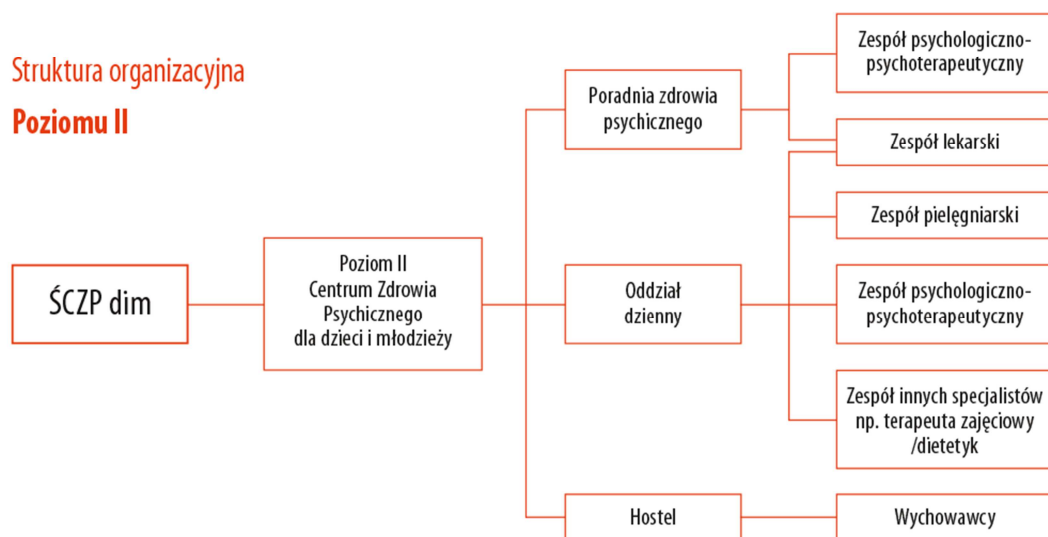 Struktura organizacyjna
Poziomu II
ŚCZP dim
Poziom II
Centrum Zdrowia
Psychicznego
dla dzieci i młodzieży
Poradnia zdrowia
psychicznego
Oddział
dzienny
Hostel
Zespół psychologiczno-
psychoterapeutyczny
Zespół lekarski
Zespół pielęgniarski
Zespół psychologiczno-
psychoterapeutyczny
Zespół innych specjalistów
np. terapeuta zajęciowy
/dietetyk
Wychowawcy